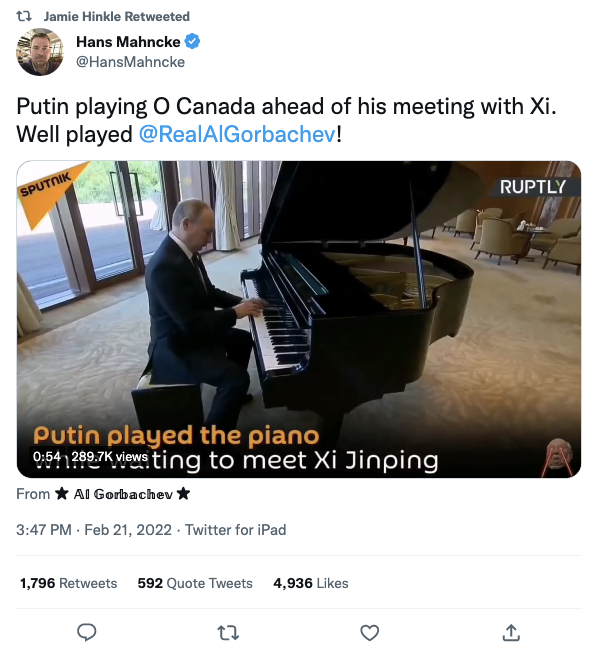 Jamie Hinkle Retweeted
Hans Mahncke
@HansMahncke
Putin playing O Canada ahead of his meeting with Xi.
Well played @RealAlGorbachev!
SPUTNIK
RUPTLY
Putin played the piano
0:54 289.7K views
while waiting to meet Xi Jinping
From ★ 𝔸𝕝 𝔾𝕠𝕣𝕓𝕒𝕔𝕙𝕖𝕧 ★
3:47 PM · Feb 21, 2022 · Twitter for iPad
1,796 Retweets 592 Quote Tweets 4,936 Likes